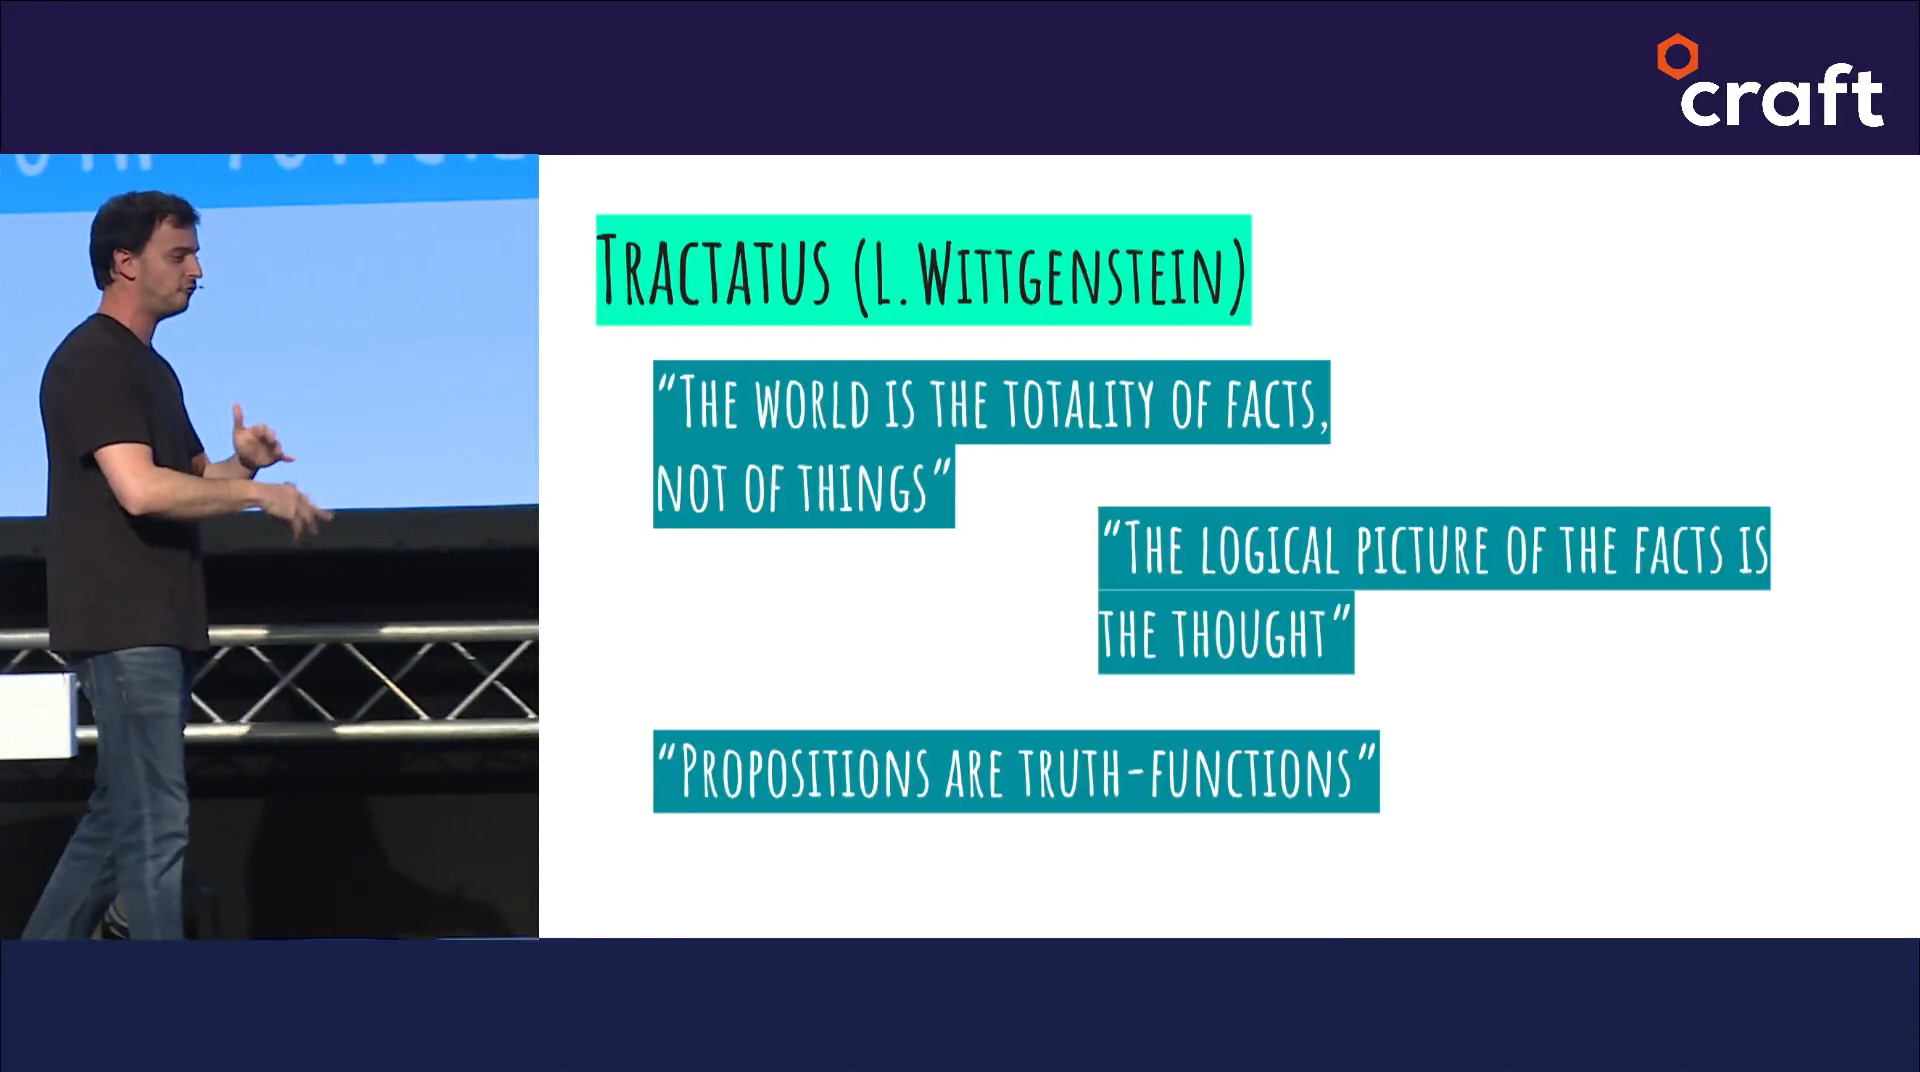 craft
TRACTATUS (L. WITTGENSTEIN)
“THE WORLD IS THE TOTALITY OF FACTS,
NOT OF THINGS”
“THE LOGICAL PICTURE OF THE FACTS IS
THE THOUGHT”
“PROPOSITIONS ARE TRUTH-FUNCTIONS”